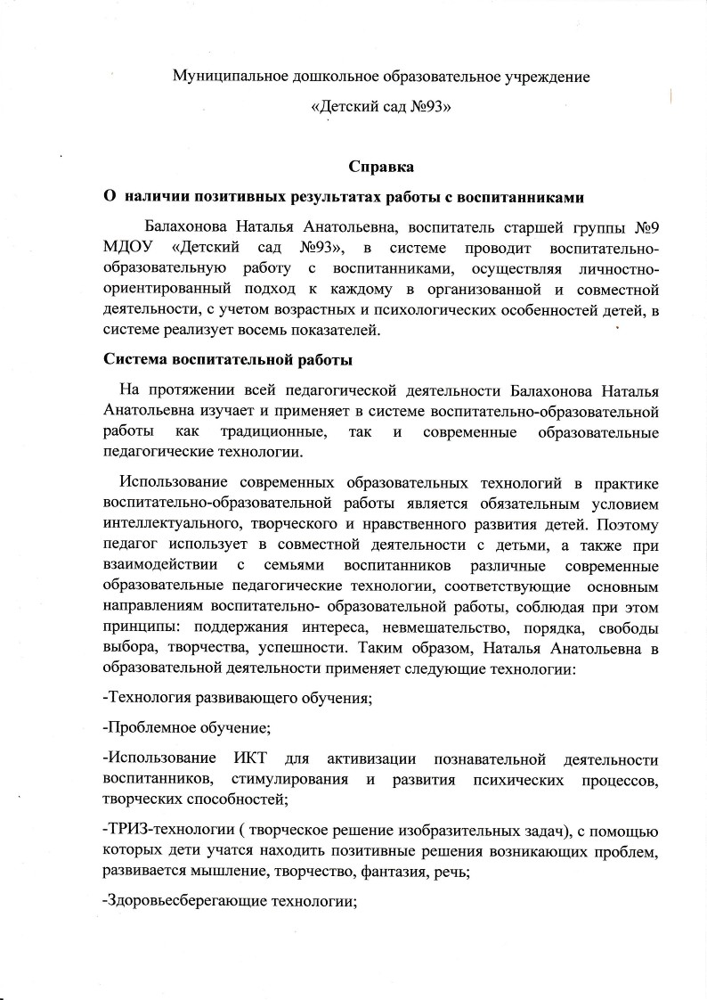 Муниципальное дошкольное образовательное учреждение
«Детский сад №93»
Справка
О наличии позитивных результатах работы с воспитанниками
Балахонова Наталья Анатольевна, воспитатель старшей группы №9
МДОУ «Детский сад №93», в системе проводит воспитательно-
образовательную работу с воспитанниками, осуществляя личностно-
ориентированный подход к каждому в организованной и совместной
деятельности, с учетом возрастных и психологических особенностей детей, в
системе реализует восемь показателей.
Система воспитательной работы
На протяжении всей педагогической деятельности Балахонова Наталья
Анатольевна изучает и применяет в системе воспитательно-образовательной
работы как традиционные, так и современные образовательные
педагогические технологии.
Использование современных образовательных технологий в практике
воспитательно-образовательной работы является обязательным условием
интеллектуального, творческого и нравственного развития детей. Поэтому
педагог использует в совместной деятельности с детьми, а также при
взаимодействии с семьями воспитанников различные современные
образовательные педагогические технологии, соответствующие основным
направлениям воспитательно- образовательной работы, соблюдая при этом
принципы: поддержания интереса, невмешательство, порядка, свободы
выбора, творчества, успешности. Таким образом, Наталья Анатольевна в
образовательной деятельности применяет следующие технологии:
-Технология развивающего обучения;
-Проблемное обучение;
-Использование ИКТ для активизации познавательной деятельности
воспитанников, стимулирования и развития психических процессов,
творческих способностей;
-ТРИЗ-технологии ( творческое решение изобразительных задач), с помощью
которых дети учатся находить позитивные решения возникающих проблем,
развивается мышление, творчество, фантазия, речь;
-Здоровьесберегающие технологии;